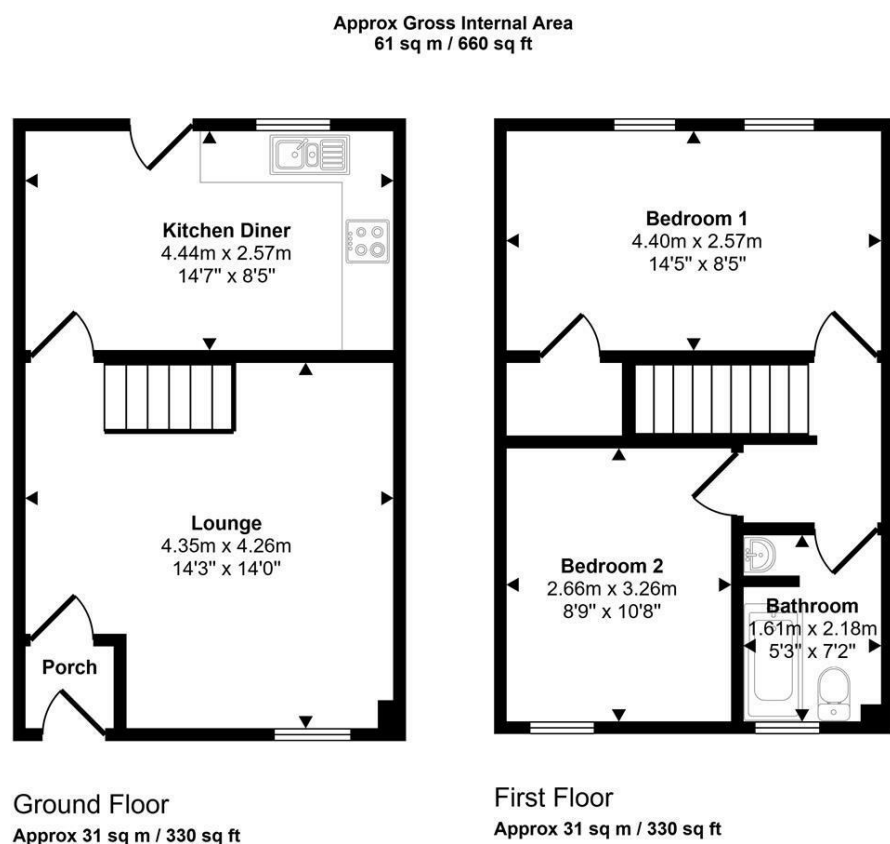 Approx Gross Internal Area
61 sq m / 660 sq ft
Kitchen Diner
4.44m x 2.57m
14'7" x 8'5"
Lounge
4.35m x 4.26m
14'3" x 14'0"
Porch
Ground Floor
Approx 31 sq m / 330 sq ft
Bedroom 1
4.40m x 2.57m
14'5" x 8'5"
Bedroom 2
2.66m x 3.26m
8'9" x 10'8"
Bathroom
1.61m x 2.18m
5'3" x 7'2"
First Floor
Approx 31 sq m / 330 sq ft